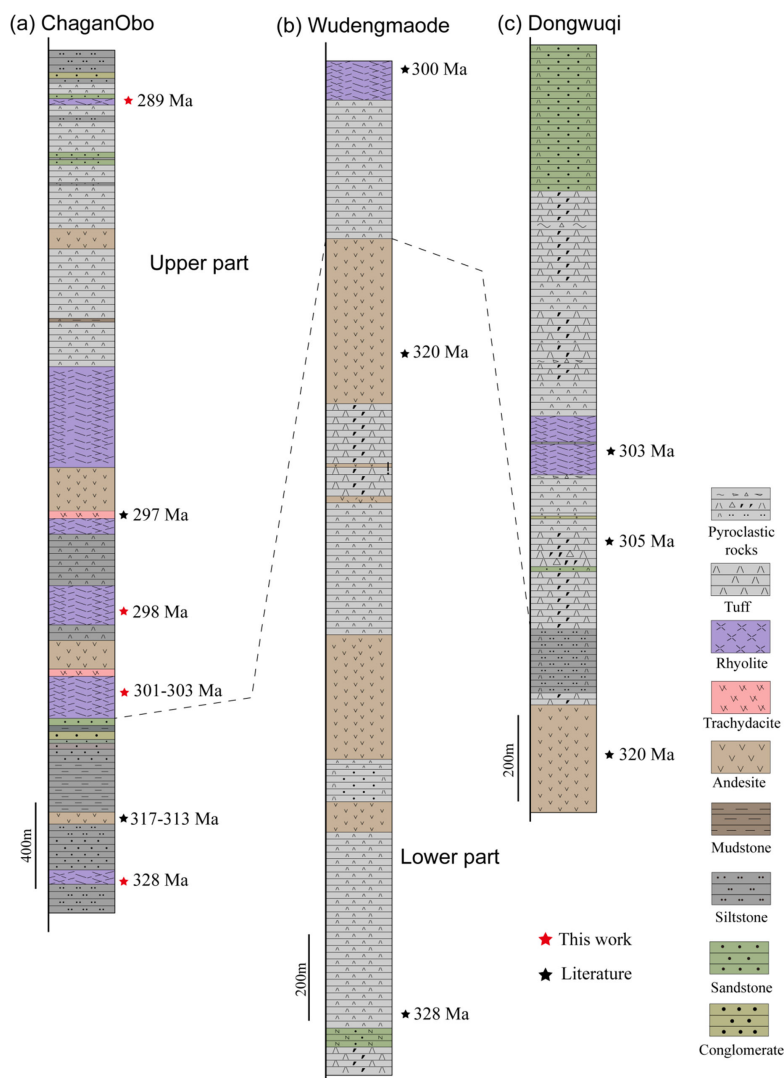 (a) ChaganObo
(b) Wudengmaode
(c) Dongwuqi
289 Ma
Upper part
297 Ma
298 Ma
301-303 Ma
317-313 Ma
328 Ma
400m
300 Ma
320 Ma
Lower part
328 Ma
200m
303 Ma
305 Ma
320 Ma
200m
This work
Literature
Pyroclastic
rocks
Tuff
Rhyolite
Trachydacite
Andesite
Mudstone
Siltstone
Sandstone
Conglomerate